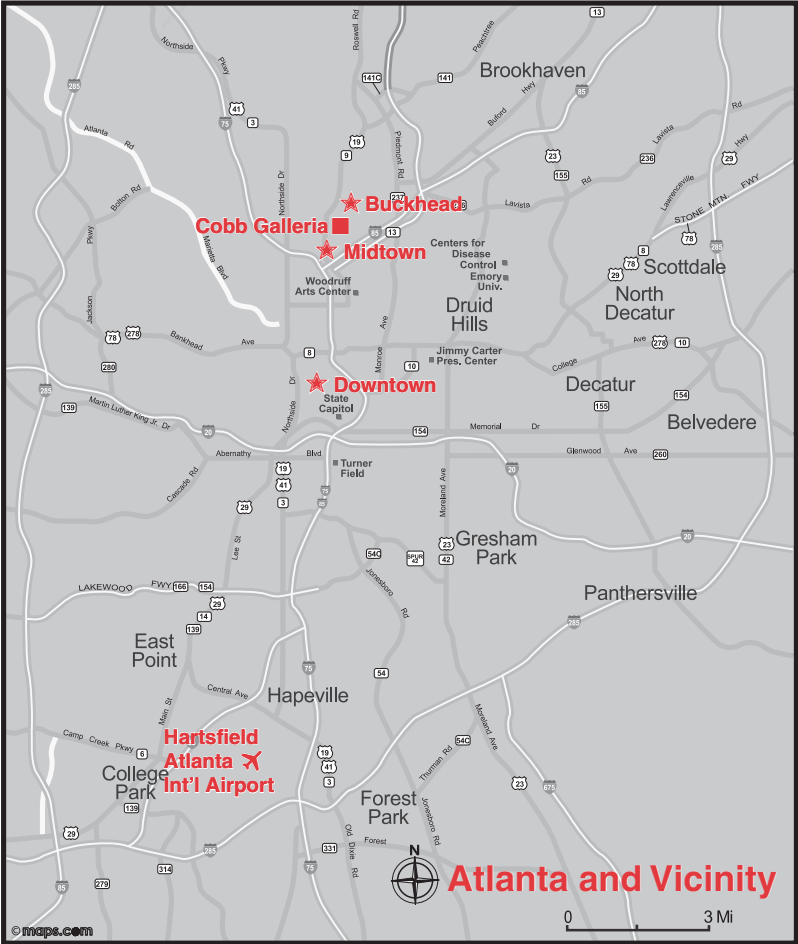 13
Northside
Pkwy
Roswell Rd
Peachtree
Brookhaven
141C
141
285
Buford
Hwy
85
41
3
75
Atlanta
Rd
19
9
Piedmont Rd
23
155
Rd
Lavista
236
Rd
Hwy
29
Lawrenceville
STONE MTN. FWY
Bolton Rd
Northside Dr
237
Buckhead
Lavista
Cobb Galleria
85
13
78
285
Pkwy
Marietta Blvd
Midtown
Centers for
Disease
Control
Emory
Univ.
8
78
29
Scottdale
Woodruff
Arts Center
North
Decatur
Druid
Hills
Jackson
78
278
Bankhead
Ave
Monroe
Ave
8
Jimmy Carter
Pres. Center
10
280
College
Ave
278
10
Downtown
Decatur
285
139
Northside
Dr
State
Capitol
155
154
Belvedere
Martin Luther King Jr. Dr
20
154
Memorial
Dr
Abernathy
Blvd
Glenwood
Ave
260
Turner
Field
19
20
41
3
75
85
Cascade Rd
29
Moreland Ave
Lee St
54C
SPUR
42
23
42
Gresham
Park
20
Jonesboro
Rd
LAKEWOOD
FWY
166
154
29
14
139
Panthersville
285
East
Point
75
54
Central Ave
Hapeville
Main St
Moreland Ave
Hartsfield
Atlanta
Int'l Airport
Camp Creek Pkwy
6
College
Park
19
41
3
54C
Thurman Rd
23
675
139
Forest
Park
Jonesboro Rd
29
285
331
Old
Dixie
Rd
Forest
314
75
N
Atlanta and Vicinity
85
279
0
3 Mi
©maps.com